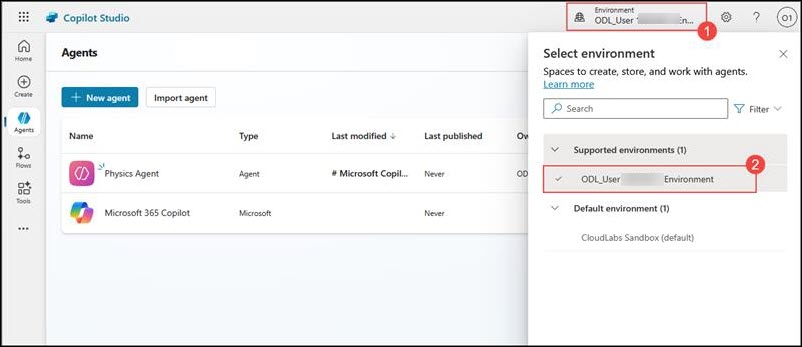 Copilot Studio
Environment
ODL_User 1 En...
1
O1
Home
Create
Agents
Flows
Tools
Agents
New agent
Import agent
Name Type Last modified Last published Ow
Physics Agent Agent # Microsoft Copil... Never OD
Microsoft 365 Copilot Microsoft Never
Select environment
Spaces to create, store, and work with agents.
Learn more
Search
Filter
Supported environments (1)
2
ODL_User Environment
Default environment (1)
CloudLabs Sandbox (default)